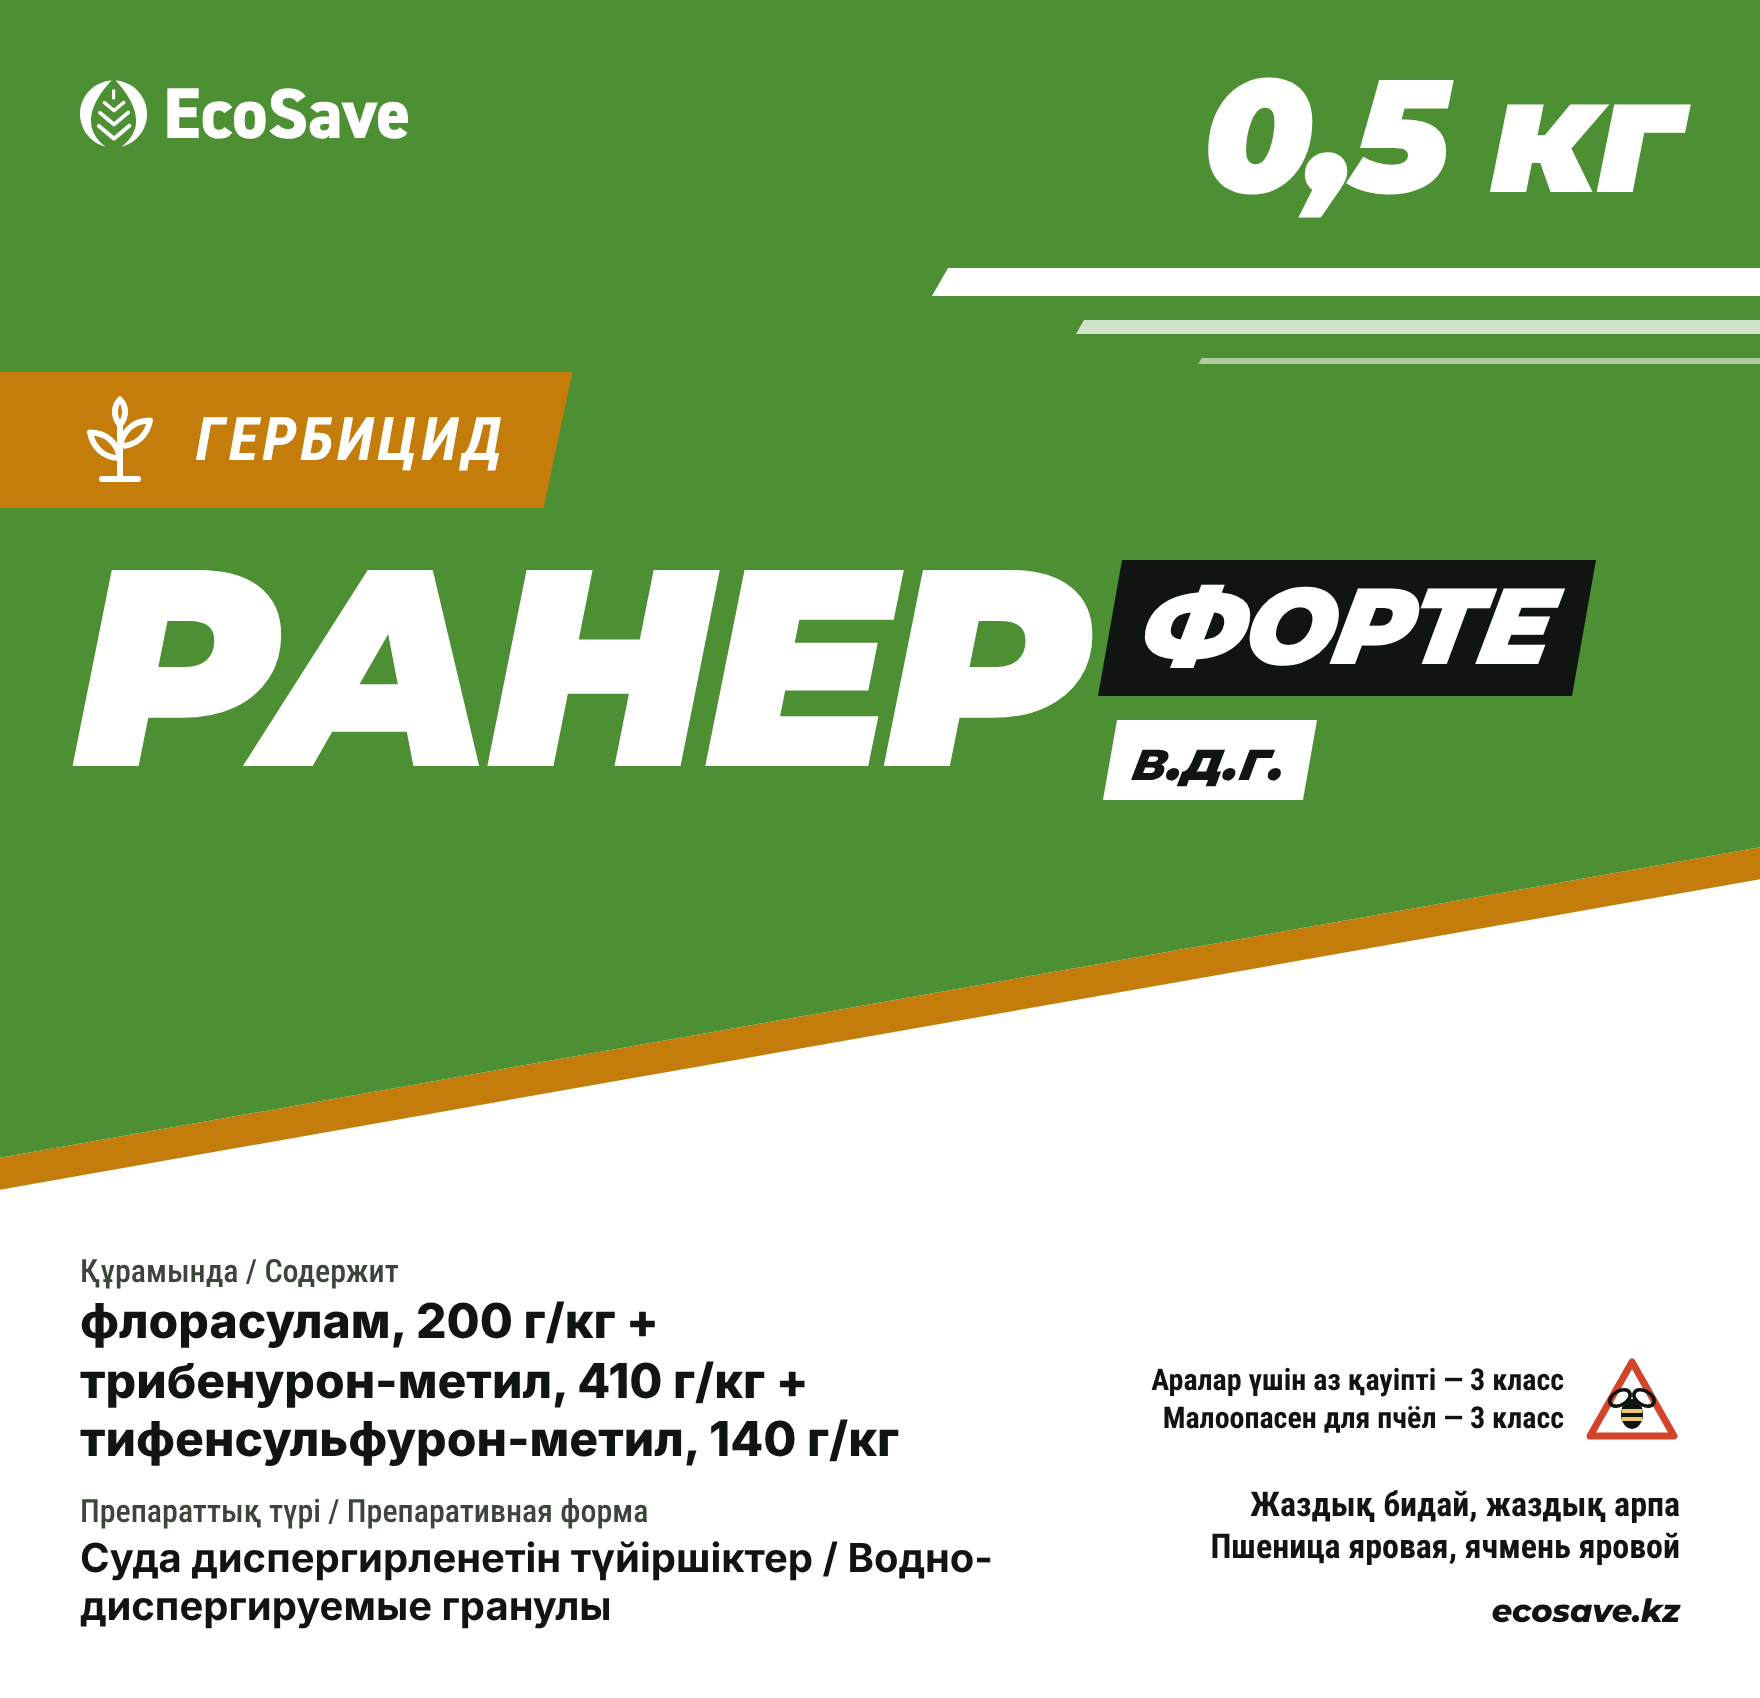 EcoSave
0,5 кг
ГЕРБИЦИД
РАНЕР ФОРТЕ
в.д.г.
Құрамында / Содержит
флорасулам, 200 г/кг +
трибенурон-метил, 410 г/кг +
тифенсульфурон-метил, 140 г/кг
Препараттық түрі / Препаративная форма
Суда диспергирленетін түйіршіктер / Водно-
диспергируемые гранулы
Аралар үшін аз қауіпті — 3 класс
Малоопасен для пчёл — 3 класс
Жаздық бидай, жаздық арпа
Пшеница яровая, ячмень яровой
ecosave.kz